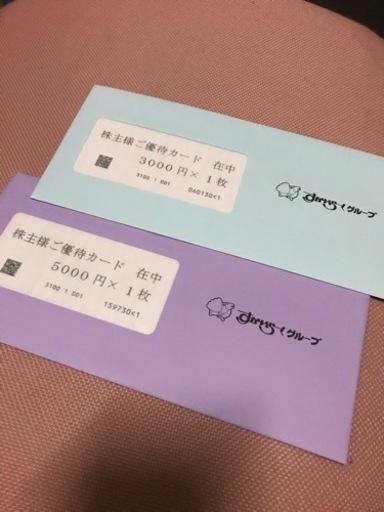 株主様ご優待カード 在中
3000円×1枚
3100 1 001
060130<1
すかいらーくグループ
株主様ご優待カード 在中
5000円×1枚
3100 1 001
159730<1
すかいらーくグループ